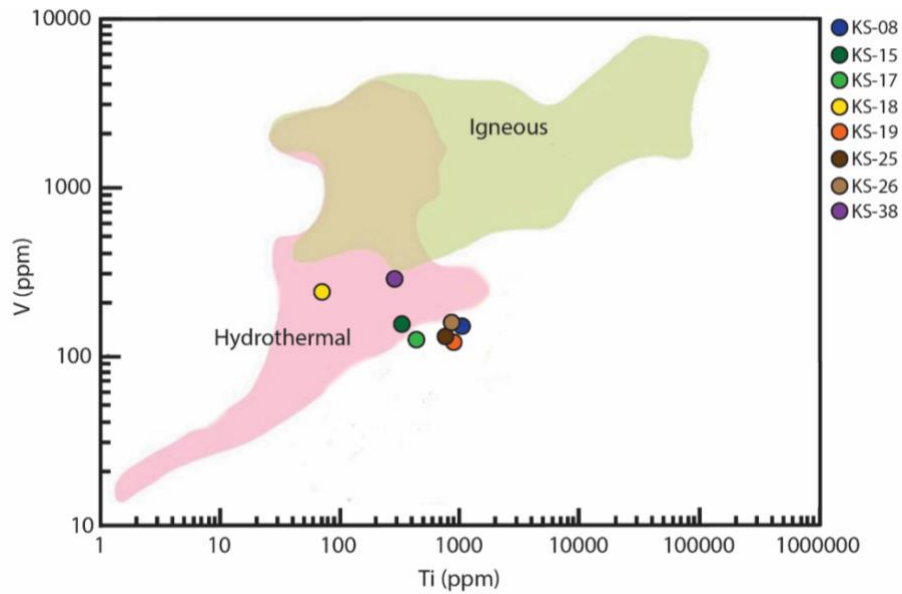 10000
1000
100
10
V (ppm)
1
10
100
1000
10000
100000
1000000
Ti (ppm)
Igneous
Hydrothermal
KS-08
KS-15
KS-17
KS-18
KS-19
KS-25
KS-26
KS-38